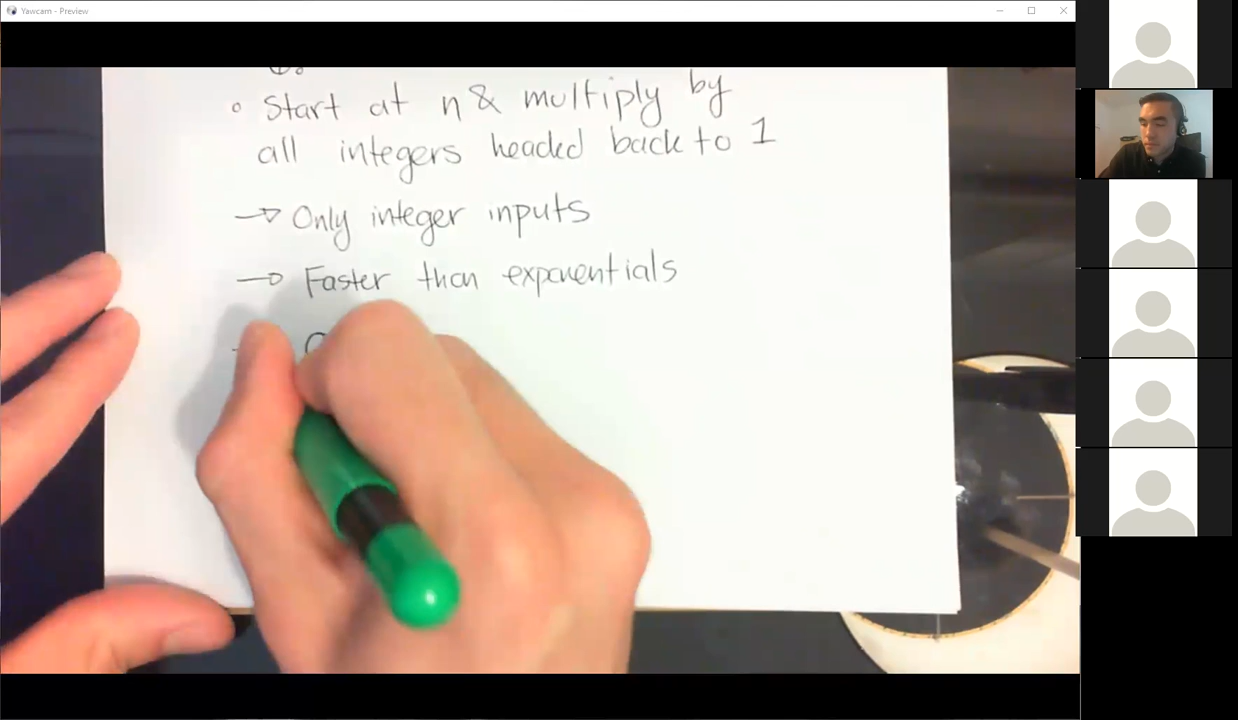 Yawcam - Preview
• Start at n & multiply by
all integers headed back to 1
→ Only integer inputs
→ Faster than exponentials